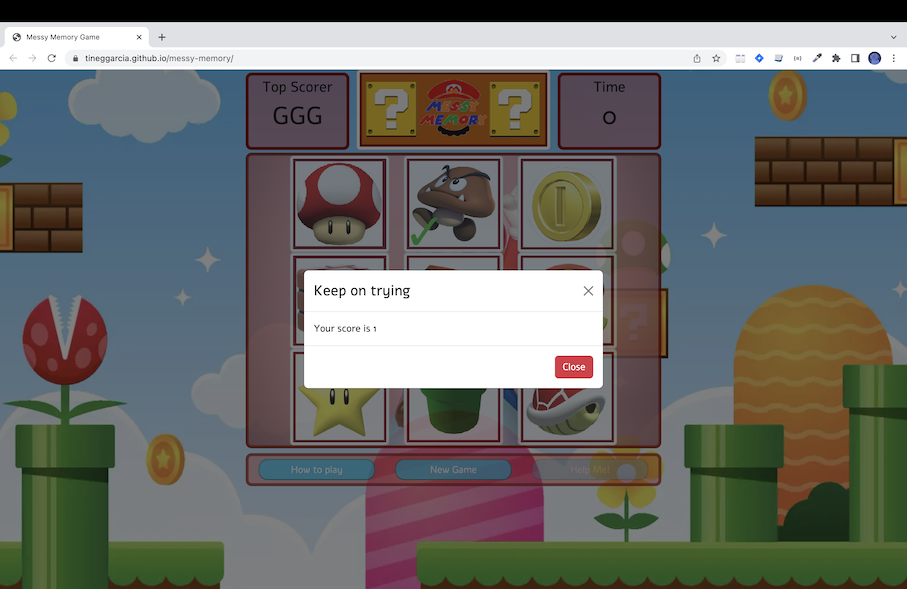 Messy Memory Game
tineggarcia.github.io/messy-memory/
Top Scorer
GGG
? MESSY MEMORY ?
Time
0
Keep on trying
Your score is 1
Close
How to play
New Game
Help Me!